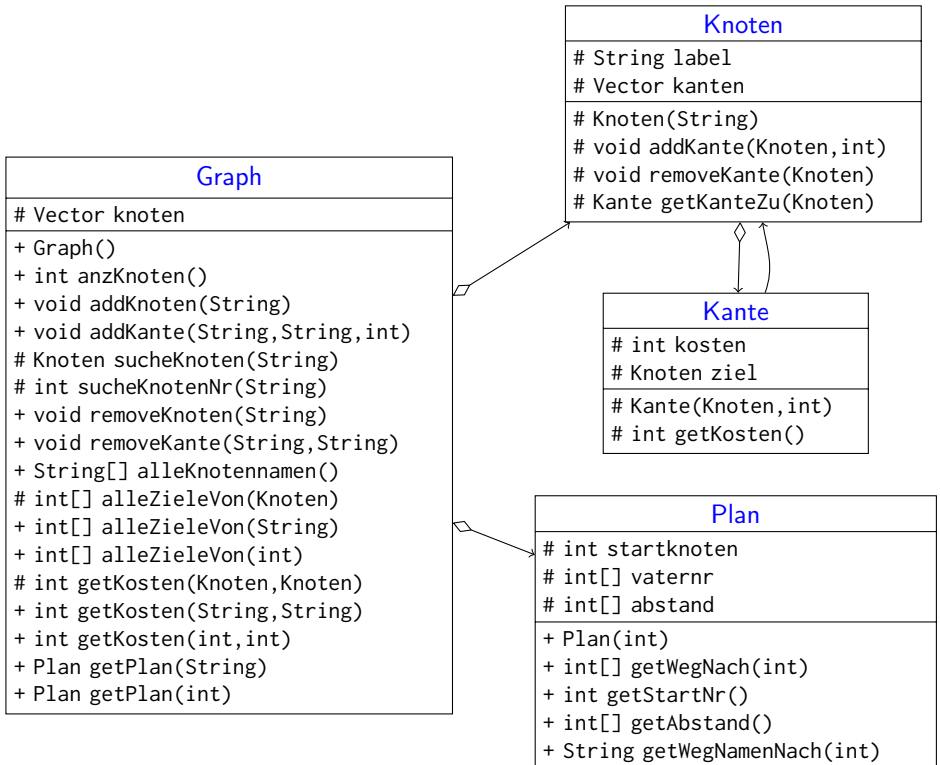 Knoten
# String label
# Vector kanten
# Knoten(String)
# void addKante(Knoten,int)
# void removeKante(Knoten)
# Kante getKanteZu(Knoten)
Graph
# Vector knoten
+ Graph()
+ int anzKnoten()
+ void addKnoten(String)
+ void addKante(String,String,int)
# Knoten sucheKnoten(String)
# int sucheKnotenNr(String)
+ void removeKnoten(String)
+ void removeKante(String,String)
+ String[] alleKnotennamen()
# int[] alleZieleVon(Knoten)
+ int[] alleZieleVon(String)
+ int[] alleZieleVon(int)
# int getKosten(Knoten,Knoten)
+ int getKosten(String,String)
+ int getKosten(int,int)
+ Plan getPlan(String)
+ Plan getPlan(int)
Kante
# int kosten
# Knoten ziel
# Kante(Knoten,int)
# int getKosten()
Plan
# int startknoten
# int[] vaternr
# int[] abstand
+ Plan(int)
+ int[] getWegNach(int)
+ int getStartNr()
+ int[] getAbstand()
+ String getWegNamenNach(int)